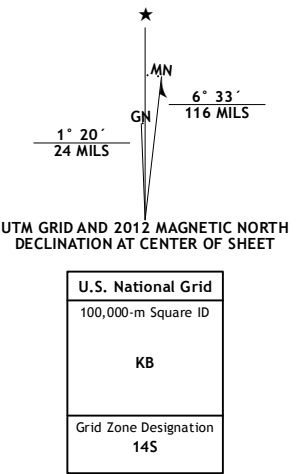 ★
MN
GN
6° 33´
116 MILS
1° 20´
24 MILS
UTM GRID AND 2012 MAGNETIC NORTH
DECLINATION AT CENTER OF SHEET
U.S. National Grid
100,000-m Square ID
KB
Grid Zone Designation
14S